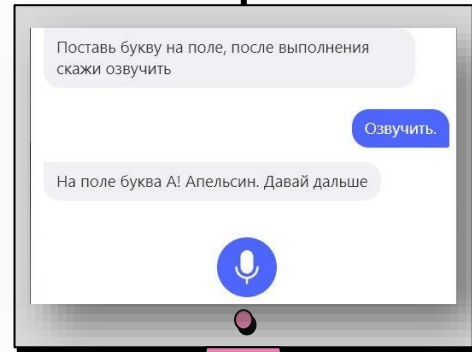 Поставь букву на поле, после выполнения
скажи озвучить
Озвучить.
На поле буква А! Апельсин. Давай дальше